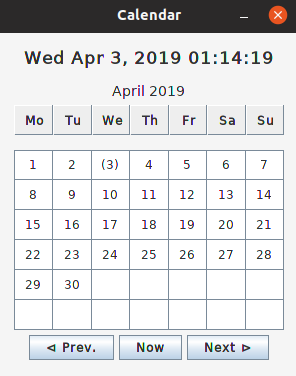 Calendar
Wed Apr 3, 2019 01:14:19
April 2019
Mo Tu We Th Fr Sa Su
1 2 (3) 4 5 6 7
8 9 10 11 12 13 14
15 16 17 18 19 20 21
22 23 24 25 26 27 28
29 30
⊲ Prev. Now Next ⊳